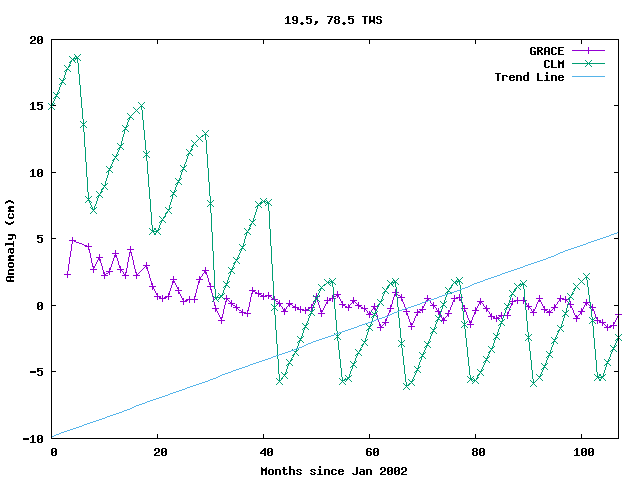 19.5, 78.5 TWS
GRACE
CLM
Trend Line
20
15
10
5
0
-5
-10
Anomaly (cm)
0 20 40 60 80 100
Months since Jan 2002